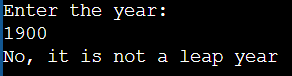 Enter the year:
1900
No, it is not a leap year